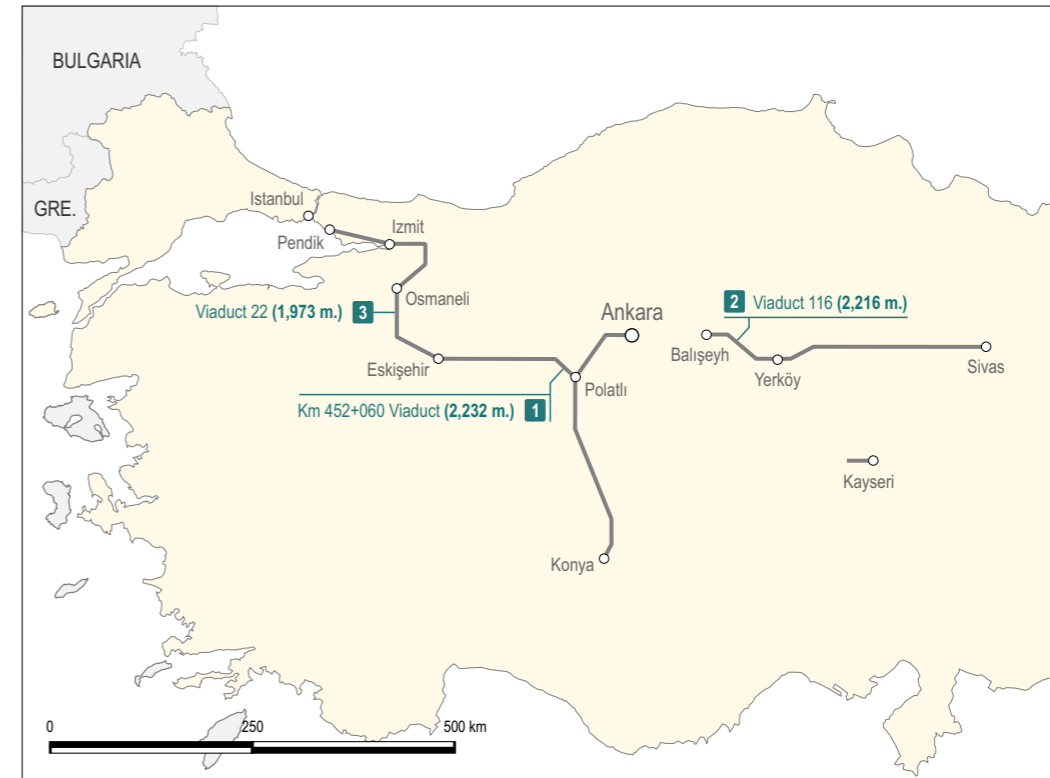 BULGARIA
GRE.
Istanbul
Pendik
Izmit
Osmaneli
Viaduct 22 (1,973 m.) 3
Ankara
2 Viaduct 116 (2,216 m.)
Balışeyh
Yerköy
Sivas
Eskişehir
Polatlı
Km 452+060 Viaduct (2,232 m.) 1
Kayseri
Konya
0 250 500 km